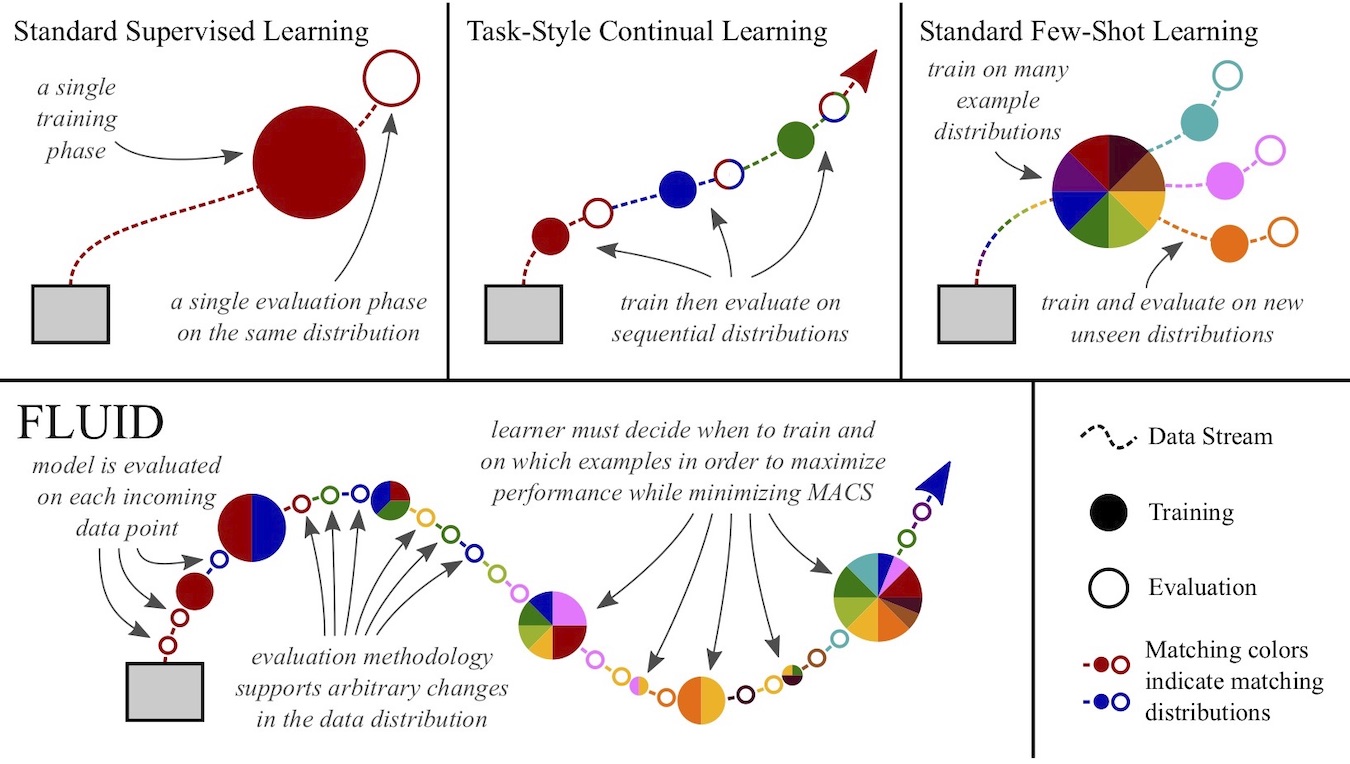 Standard Supervised Learning
a single
training
phase
a single evaluation phase
on the same distribution
Task-Style Continual Learning
train then evaluate on
sequential distributions
Standard Few-Shot Learning
train on many
example
distributions
train and evaluate on new
unseen distributions
FLUID
model is evaluated
on each incoming
data point
evaluation methodology
supports arbitrary changes
in the data distribution
learner must decide when to train and
on which examples in order to maximize
performance while minimizing MACS
Data Stream
Training
Evaluation
Matching colors
indicate matching
distributions